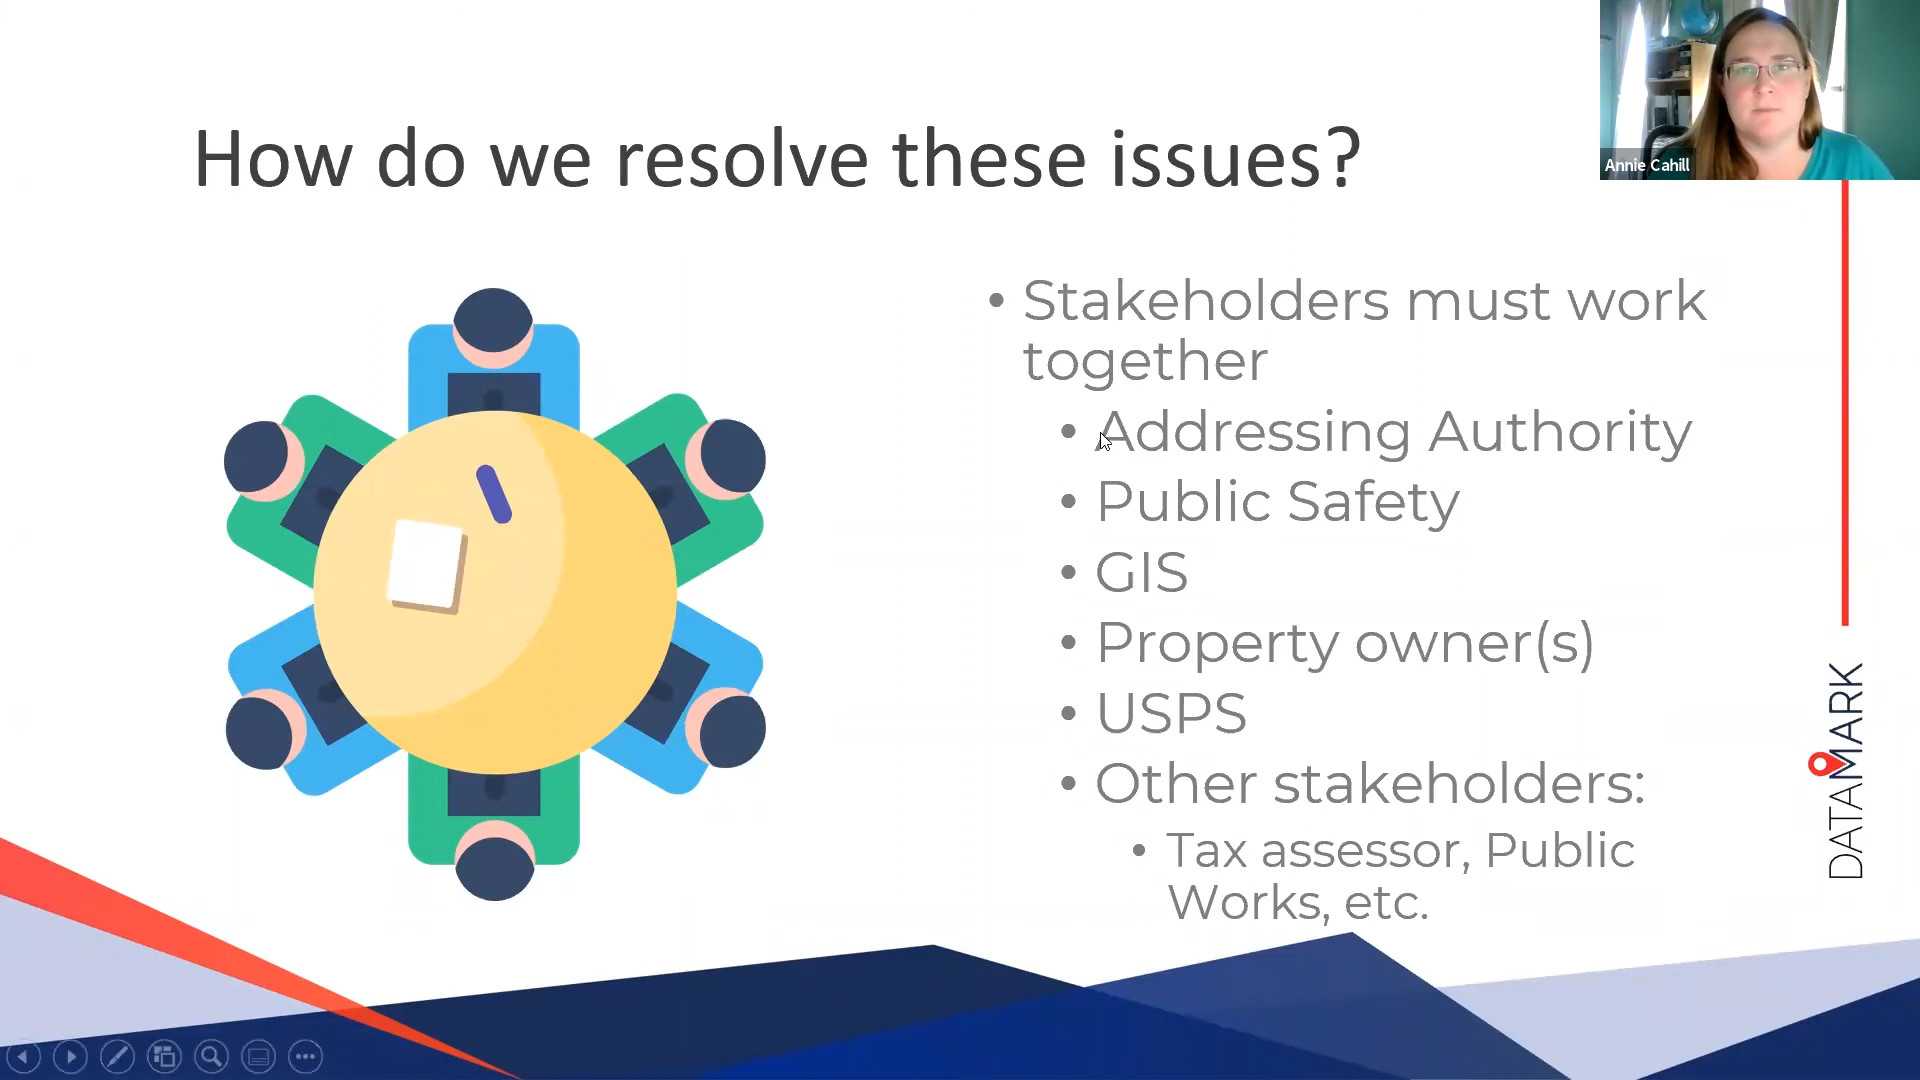 How do we resolve these issues?
Annie Cahill
• Stakeholders must work
together
• Addressing Authority
• Public Safety
• GIS
• Property owner(s)
• USPS
• Other stakeholders:
• Tax assessor, Public
Works, etc.
DATAMARK